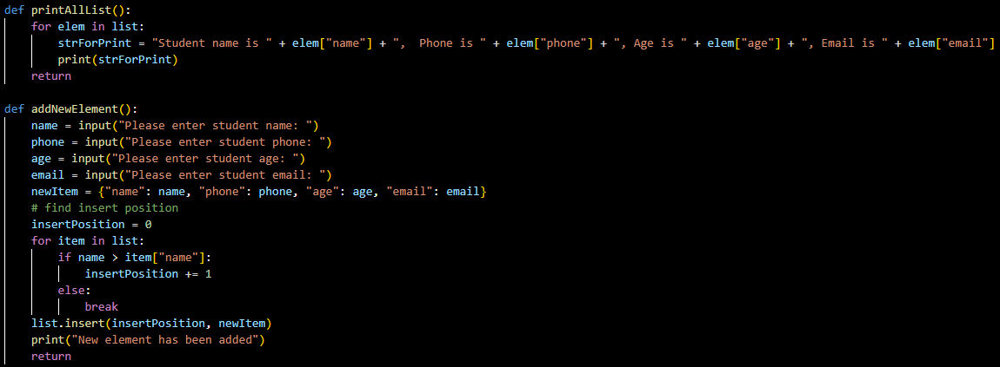 def printAllList():
    for elem in list:
        strForPrint = "Student name is " + elem["name"] + ",  Phone is " + elem["phone"] + ", Age is " + elem["age"] + ", Email is " + elem["email"]
        print(strForPrint)
    return

def addNewElement():
    name = input("Please enter student name: ")
    phone = input("Please enter student phone: ")
    age = input("Please enter student age: ")
    email = input("Please enter student email: ")
    newItem = {"name": name, "phone": phone, "age": age, "email": email}
    # find insert position
    insertPosition = 0
    for item in list:
        if name > item["name"]:
            insertPosition += 1
        else:
            break
    list.insert(insertPosition, newItem)
    print("New element has been added")
    return